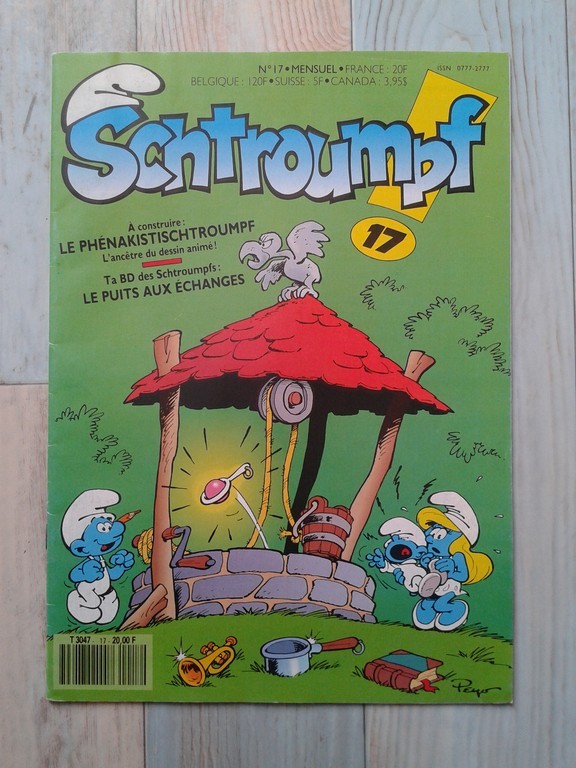 N° 17 • MENSUEL • FRANCE : 20F
BELGIQUE : 120F • SUISSE : 5F • CANADA : 3,95$
ISSN 0777-2777
Schtroumpf!
17
À construire :
LE PHÉNAKISTISCHTROUMPF
L'ancêtre du dessin animé!
Ta BD des Schtroumpfs :
LE PUITS AUX ÉCHANGES
T 3047 - 17 - 20,00 F
Peyo